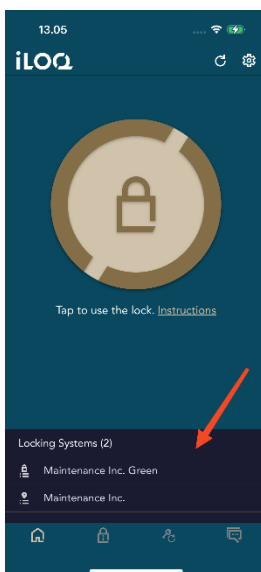 13.05
iLOQ
Tap to use the lock. Instructions
Locking Systems (2)
Maintenance Inc. Green
Maintenance Inc.